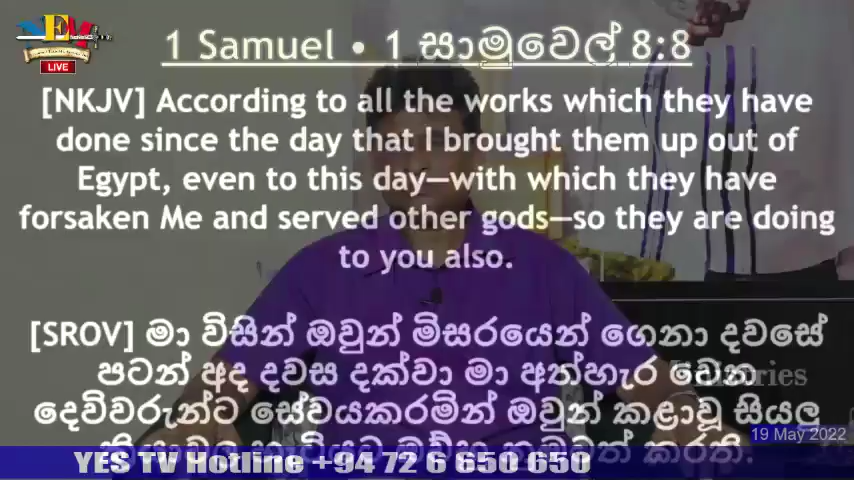 LIVE
1 Samuel • 1 සාමුවෙල් 8:8
[NKJV] According to all the works which they have
done since the day that I brought them up out of
Egypt, even to this day—with which they have
forsaken Me and served other gods—so they are doing
to you also.
[SROV] මා විසින් ඔවුන් මිසරයෙන් ගෙනා දවසේ
පටන් අද දවස දක්වා මා අත්හැර වෙන
දෙවිවරුන්ට සේවයකරමින් ඔවුන් කළාවූ සියලු
කරති.
19 May 2022
YES TV Hotline +94 72 6 650 650